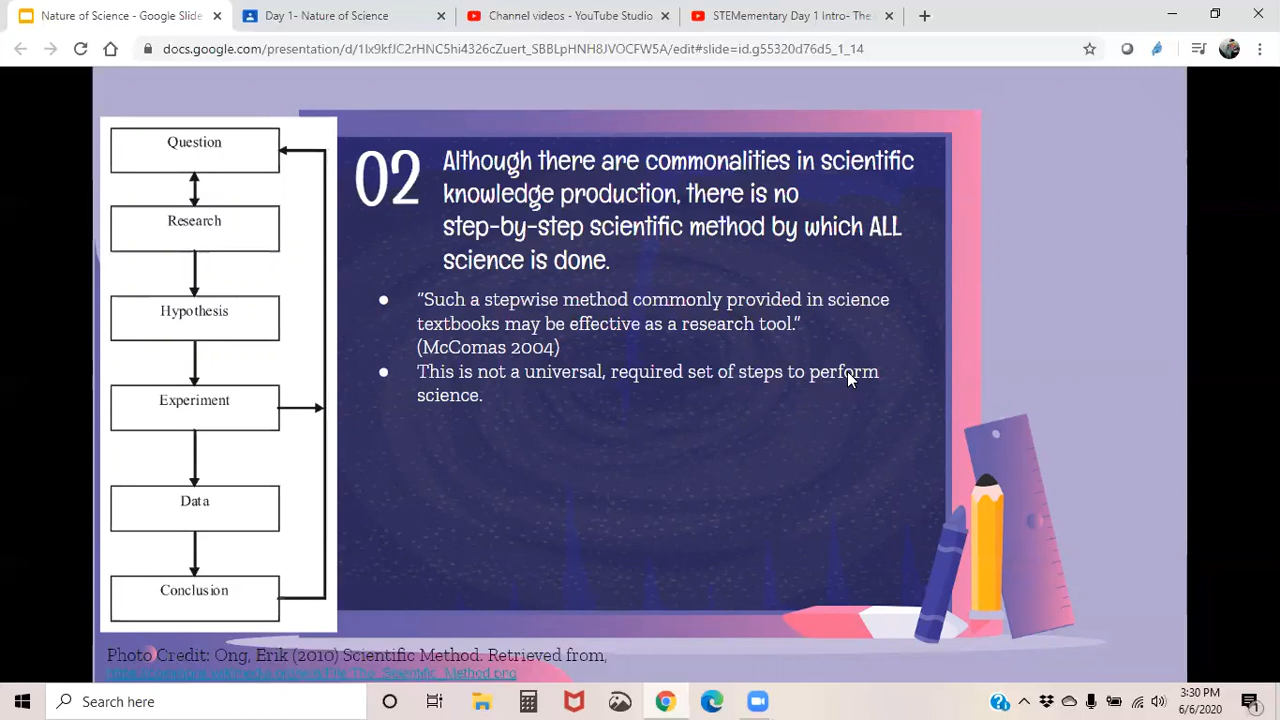 Nature of Science - Google Slide
Day 1- Nature of Science
Channel videos - YouTube Studio
STEMementary Day 1 Intro- The
docs.google.com/presentation/d/1Ix9kfJC2rHNC5hi4326cZuert_SBBLpHNH8JVOCFW5A/edit#slide=id.g55320d76d5_1_14
Question
Research
Hypothesis
Experiment
Data
Conclusion
02
Although there are commonalities in scientific
knowledge production, there is no
step-by-step scientific method by which ALL
science is done.
● “Such a stepwise method commonly provided in science
textbooks may be effective as a research tool.”
(McComas 2004)
● This is not a universal, required set of steps to perform
science.
Photo Credit: Ong, Erik (2010) Scientific Method. Retrieved from,
Search here
3:30 PM
6/6/2020